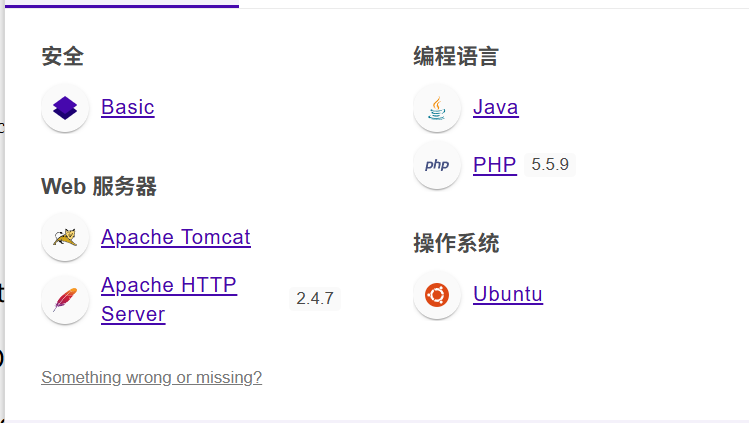 安全
Basic
Web 服务器
Apache Tomcat
Apache HTTP
Server
2.4.7
Something wrong or missing?
编程语言
Java
php
PHP 5.5.9
操作系统
Ubuntu